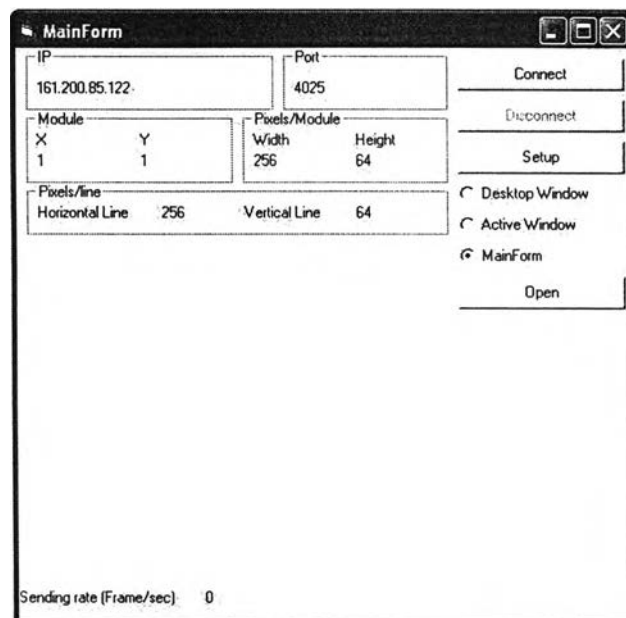 MainForm
IP
161.200.85.122
Port
4025
Connect
Disconnect
Module
X Y
1 1
Pixels/Module
Width Height
256 64
Setup
Pixels/line
Horizontal Line 256 Vertical Line 64
Desktop Window
Active Window
MainForm
Open
Sending rate (Frame/sec) 0